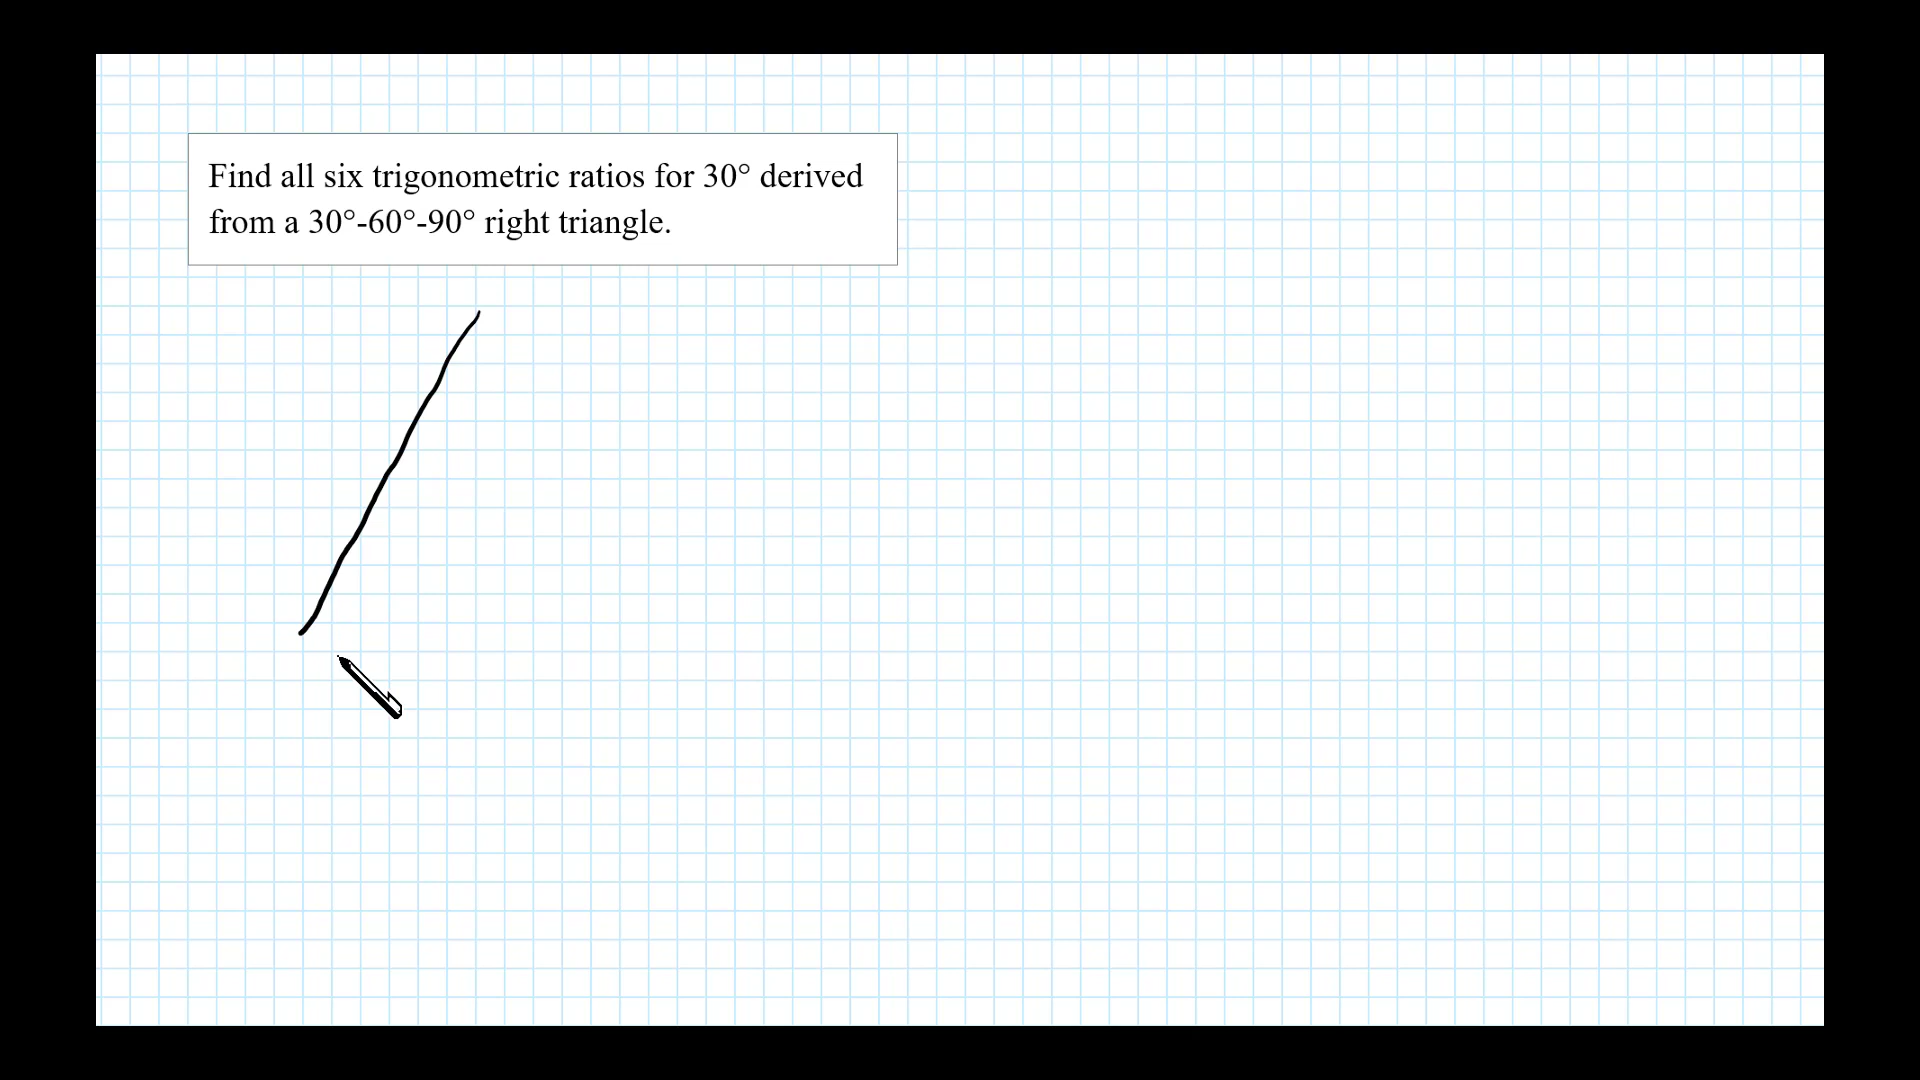 Find all six trigonometric ratios for 30° derived
from a 30°-60°-90° right triangle.